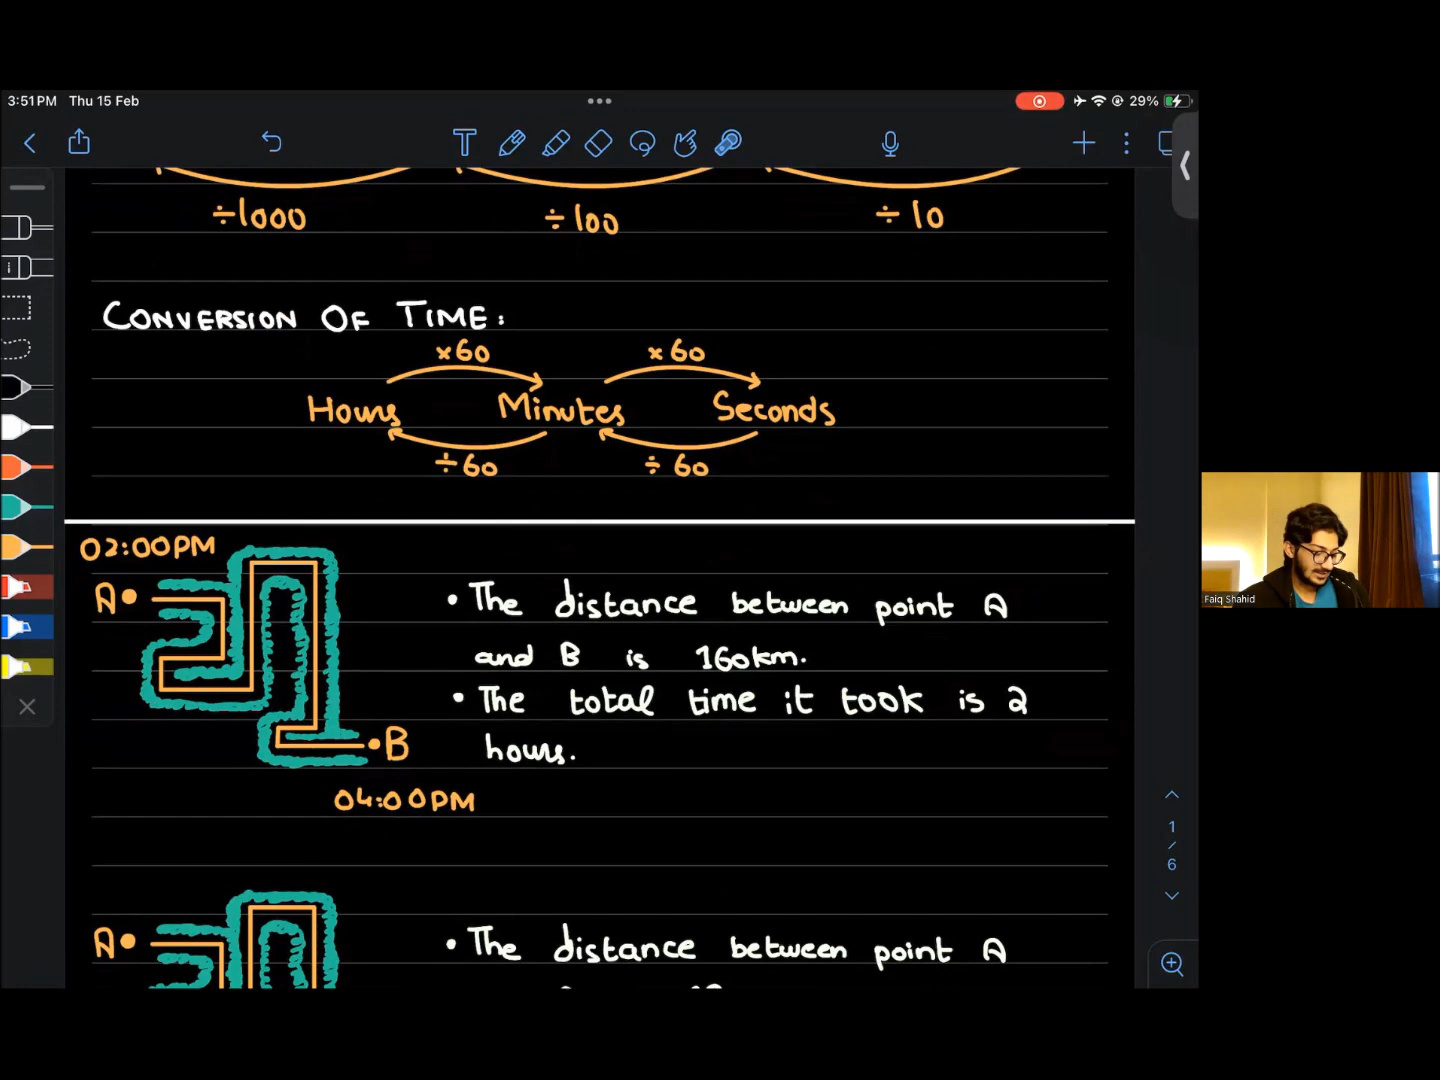 3:51PM Thu 15 Feb
29%
÷1000 ÷100 ÷10
CONVERSION OF TIME:
×60 ×60
Hours Minutes Seconds
÷60 ÷60
02:00PM
A
• The distance between point A
and B is 160km.
• The total time it took is 2
hours.
B
04:00PM
A
• The distance between point A
1
6
Faiq Shahid